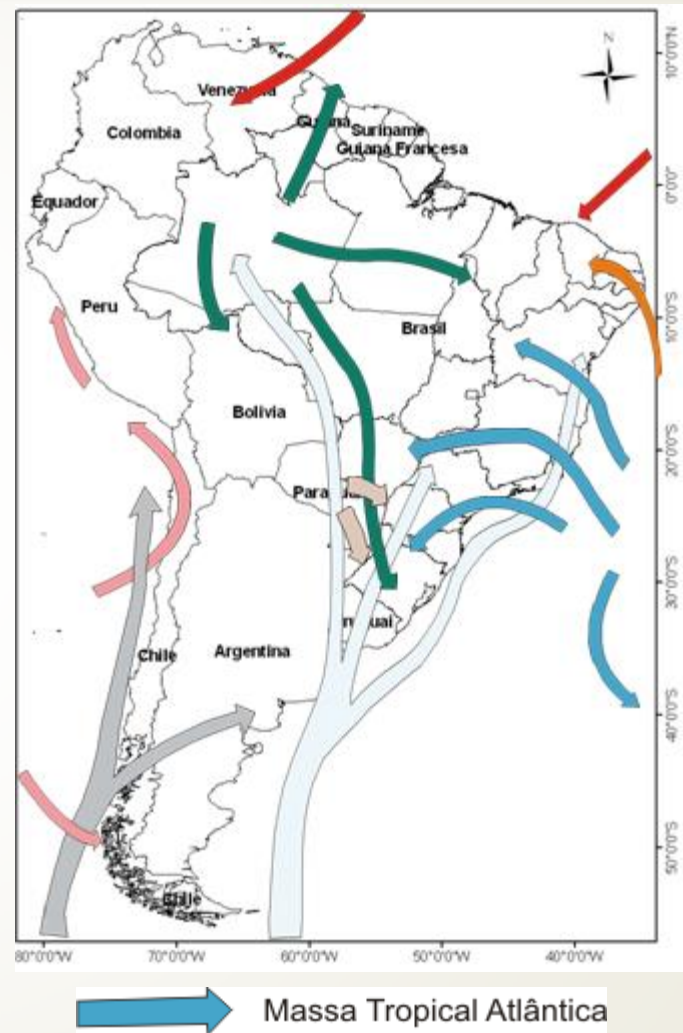 N
10°0'0"N
Venezuela
Guiana
Colombia
Suriname
Guiana Francesa
0°0'0"
Equador
Peru
10°0'0"S
Brasil
Bolivia
20°0'0"S
Paraguai
30°0'0"S
Uruguai
Chile
Argentina
40°0'0"S
50°0'0"S
Chile
80°0'0"W 70°0'0"W 60°0'0"W 50°0'0"W 40°0'0"W
Massa Tropical Atlântica